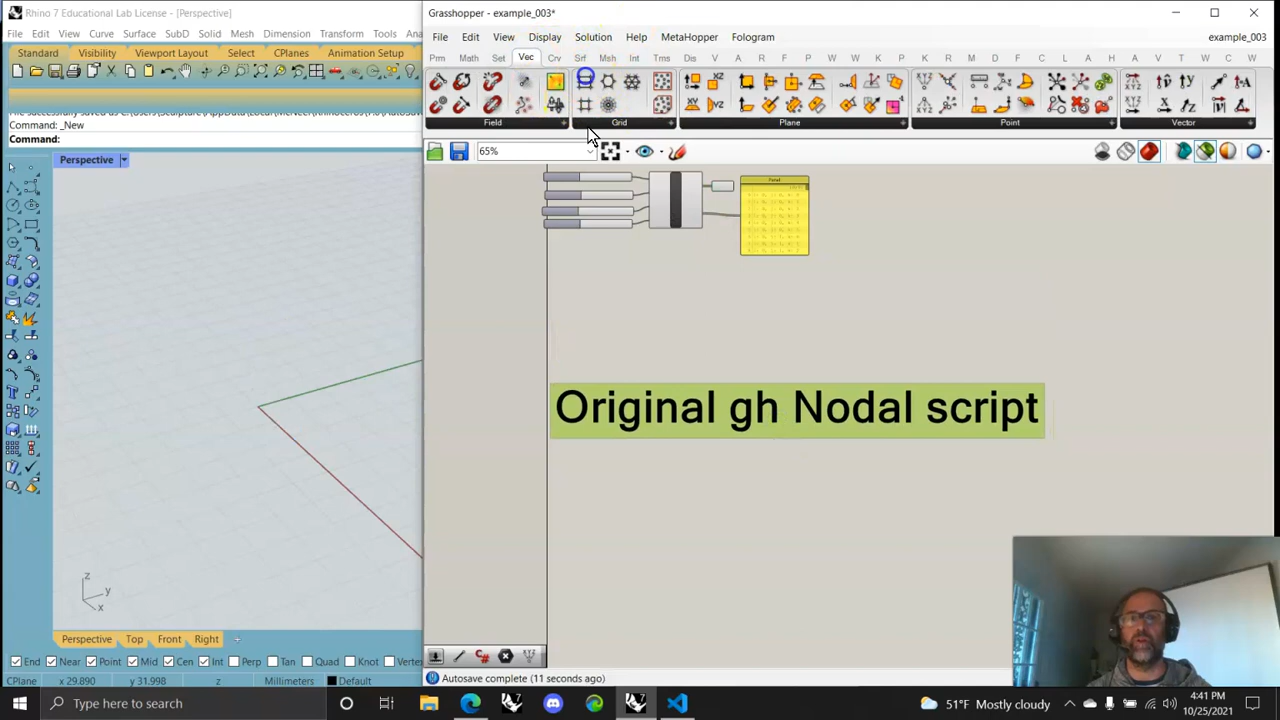 Rhino 7 Educational Lab License - [Perspective]
File Edit View Curve Surface SubD Solid Mesh Dimension Transform Tools
Standard Visibility Viewport Layout Select CPlanes Animation Setup
Command: _New
Command:
Perspective
z
y
x
Perspective Top Front Right
End Near Point Mid Cen Int Perp Tan Quad Knot Vertex
CPlane x 29.890 y 31.998 z Millimeters Default
Grasshopper - example_003*
File Edit View Display Solution Help MetaHopper Fologram example_003
Prm Math Set Vec Crv Srf Msh Int Trns Dis V K A R L B F P W W K L H D U E M H S F A L D C W
Field Grid Plane Point Vector
65%
Original gh Nodal script
Autosave complete (11 seconds ago)
Type here to search
51°F Mostly cloudy
4:41 PM
10/25/2021